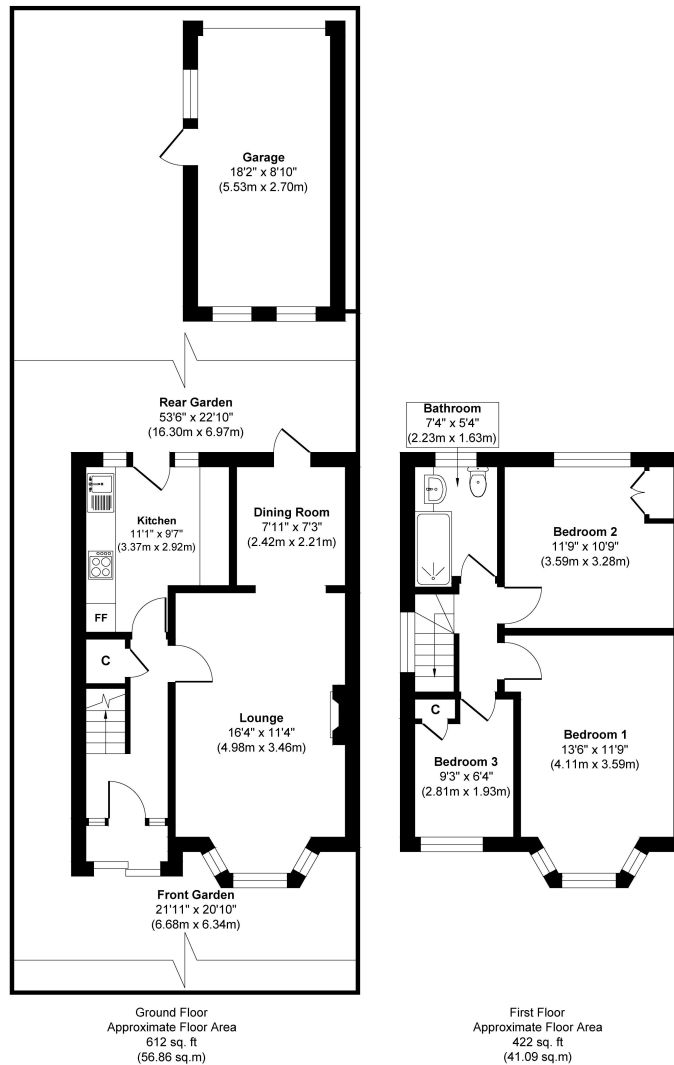 Garage
18'2" x 8'10"
(5.53m x 2.70m)
Rear Garden
53'6" x 22'10"
(16.30m x 6.97m)
Kitchen
11'1" x 9'7"
(3.37m x 2.92m)
Dining Room
7'11" x 7'3"
(2.42m x 2.21m)
FF
C
Lounge
16'4" x 11'4"
(4.98m x 3.46m)
Front Garden
21'11" x 20'10"
(6.68m x 6.34m)
Ground Floor
Approximate Floor Area
612 sq. ft
(56.86 sq.m)
Bathroom
7'4" x 5'4"
(2.23m x 1.63m)
Bedroom 2
11'9" x 10'9"
(3.59m x 3.28m)
C
Bedroom 3
9'3" x 6'4"
(2.81m x 1.93m)
Bedroom 1
13'6" x 11'9"
(4.11m x 3.59m)
First Floor
Approximate Floor Area
422 sq. ft
(41.09 sq.m)